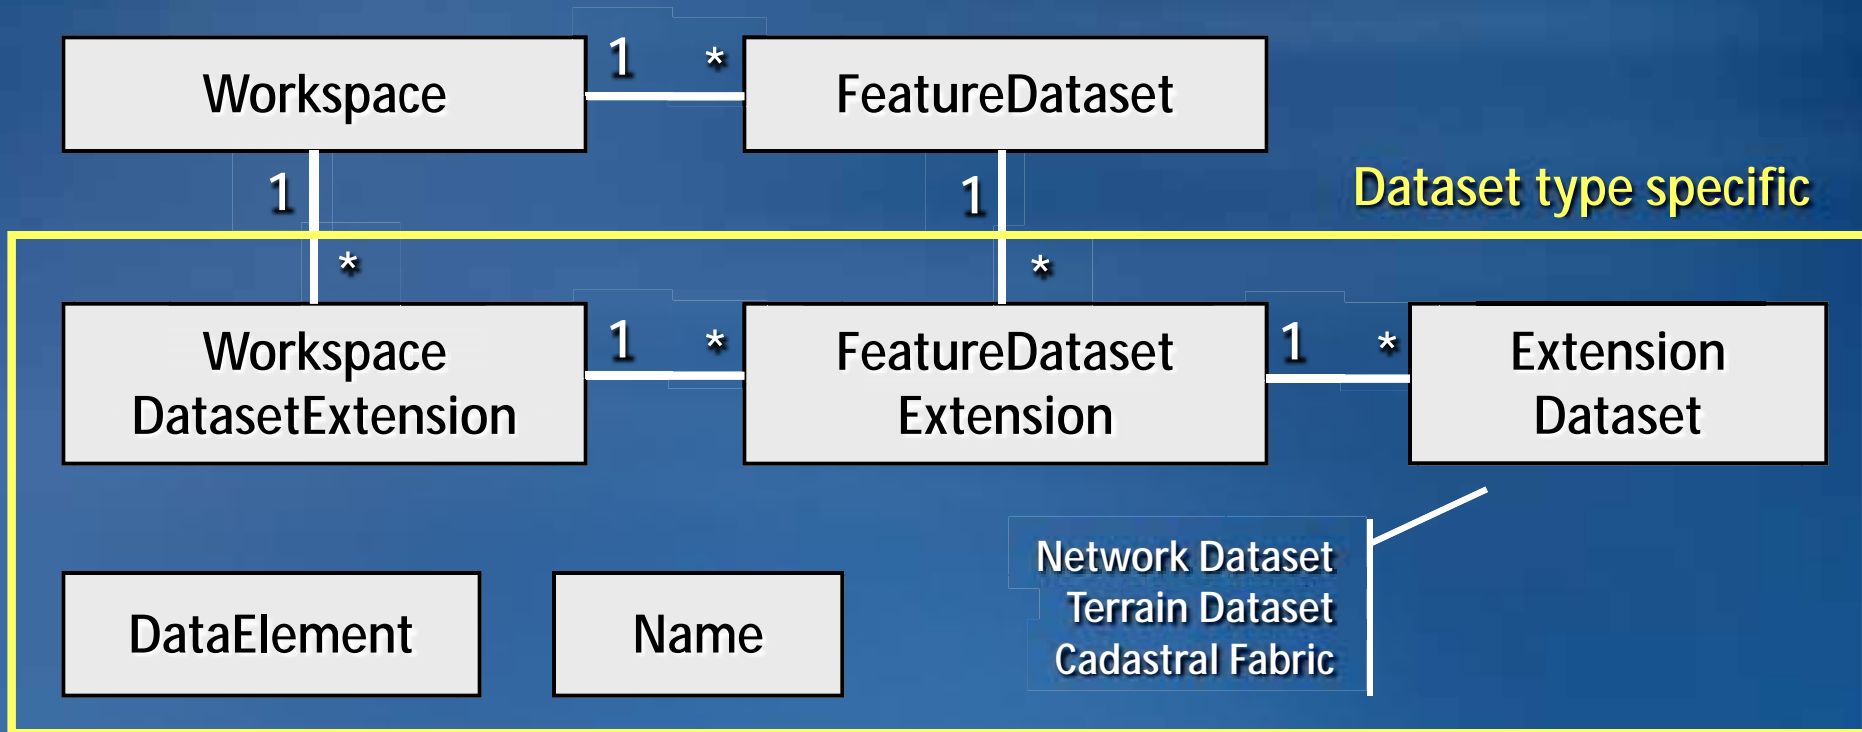 Workspace
1 *
FeatureDataset
1
1
Dataset type specific
*
*
Workspace
DatasetExtension
1 *
FeatureDataset
Extension
1 *
Extension
Dataset
DataElement
Name
Network Dataset
Terrain Dataset
Cadastral Fabric